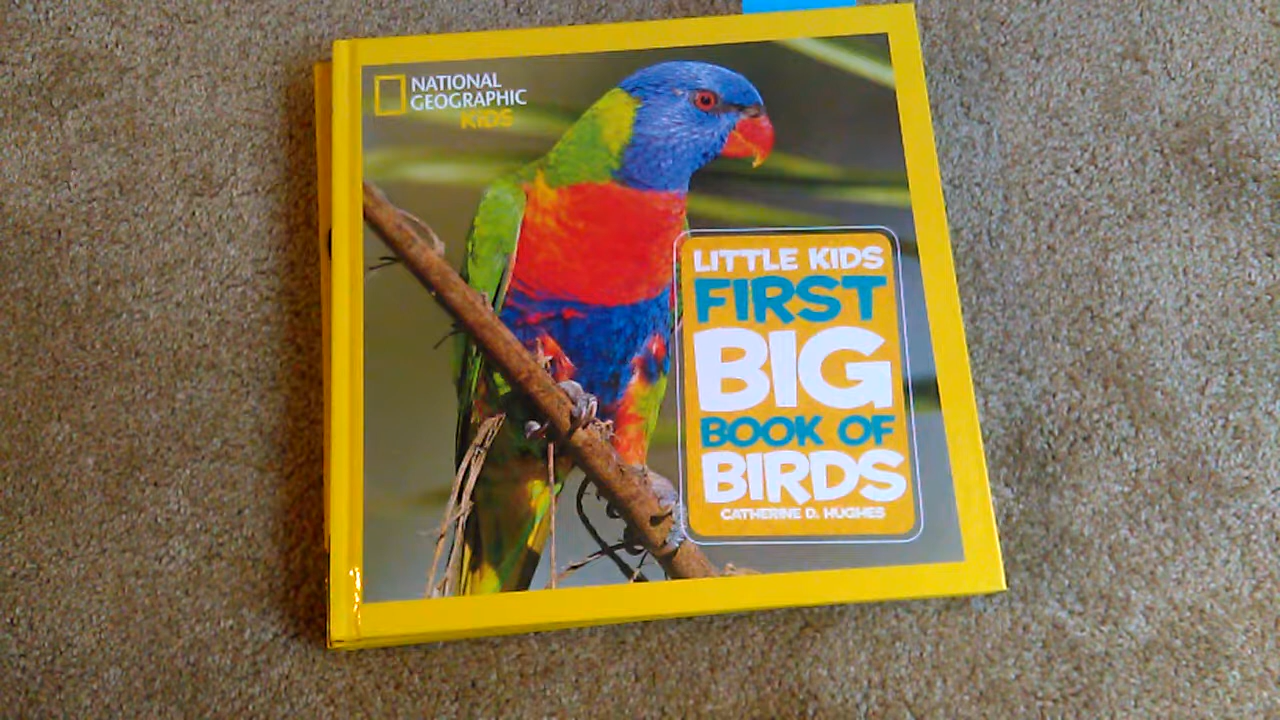 NATIONAL
GEOGRAPHIC
KiDS
LITTLE KIDS
FIRST
BIG
BOOK OF
BIRDS
CATHERINE D. HUGHES